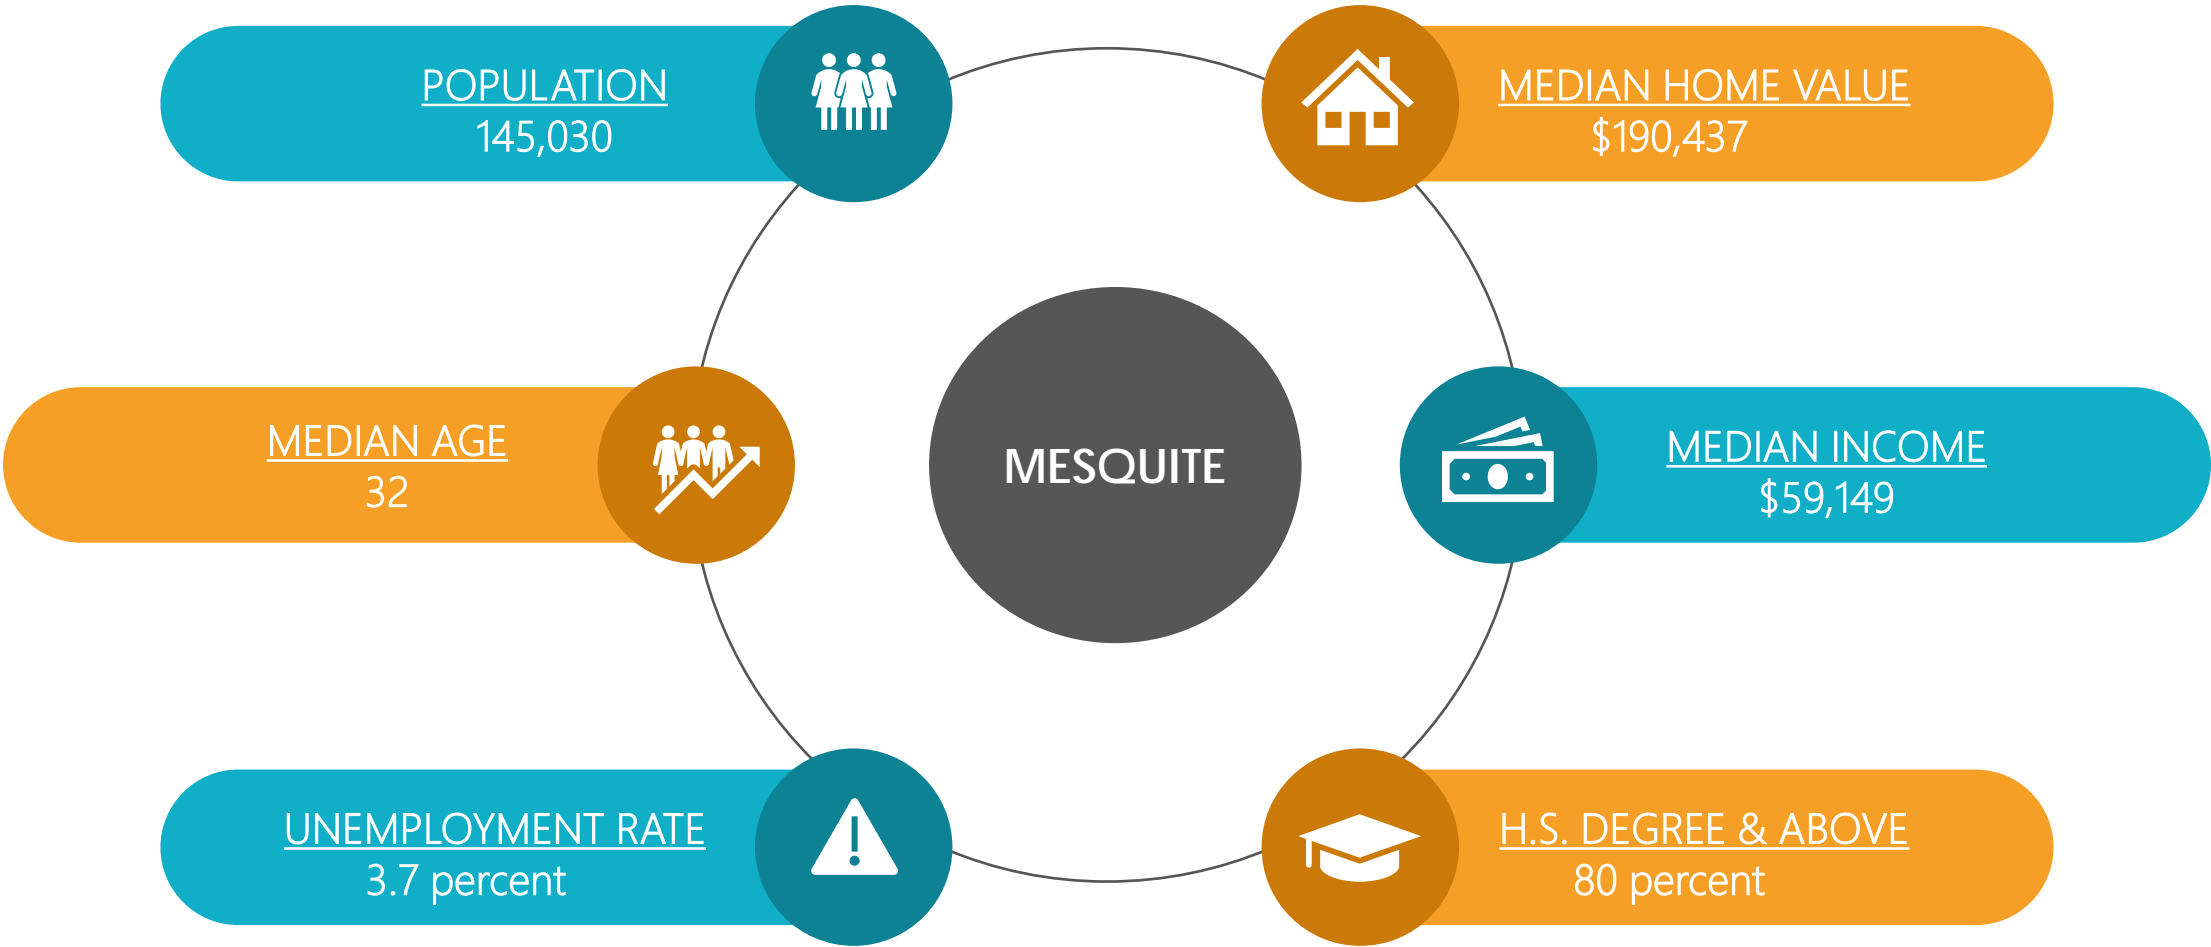 POPULATION
145,030
MEDIAN HOME VALUE
$190,437
MEDIAN AGE
32
MESQUITE
MEDIAN INCOME
$59,149
UNEMPLOYMENT RATE
3.7 percent
H.S. DEGREE & ABOVE
80 percent